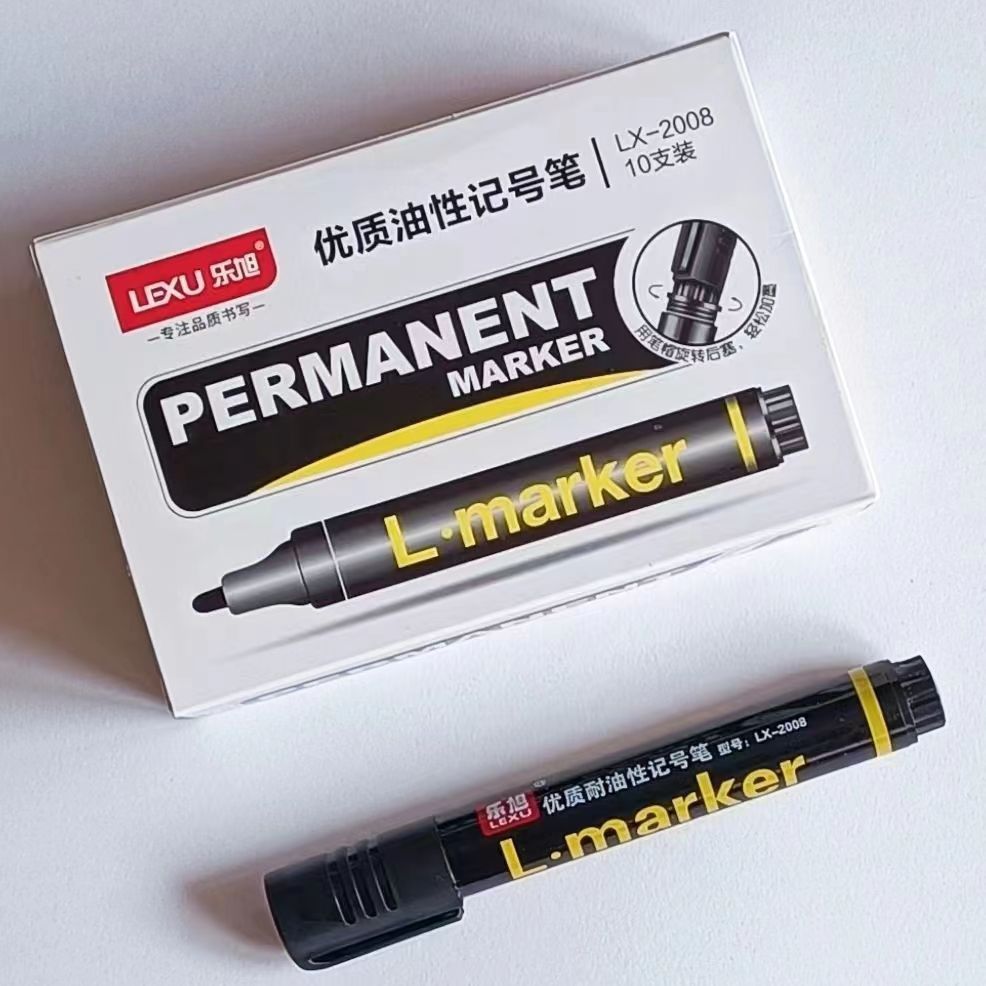 优质油性记号笔
LX-2008
10支装
LEXU 乐旭®
—专注品质书写—
PERMANENT
MARKER
用笔帽旋转后塞，轻松加墨
L·marker
乐旭
LEXU
优质耐油性记号笔 型号：LX-2008
L·marker